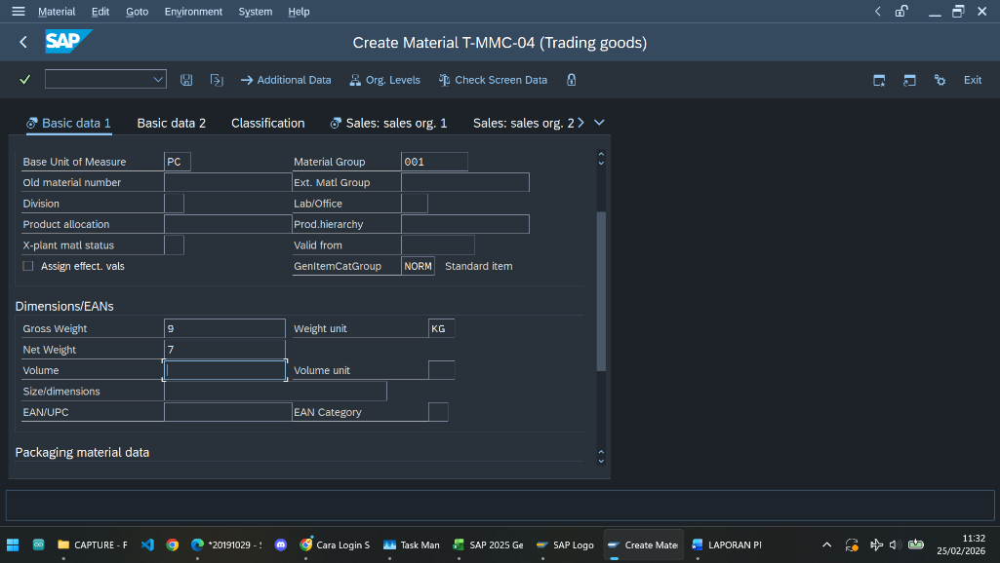 Material Edit Goto Environment System Help
SAP Create Material T-MMC-04 (Trading goods)
Additional Data Org. Levels Check Screen Data Exit
Basic data 1 Basic data 2 Classification Sales: sales org. 1 Sales: sales org. 2
Base Unit of Measure PC Material Group 001
Old material number Ext. Matl Group
Division Lab/Office
Product allocation Prod.hierarchy
X-plant matl status Valid from
Assign effect. vals GenItemCatGroup NORM Standard item
Dimensions/EANs
Gross Weight 9 Weight unit KG
Net Weight 7
Volume Volume unit
Size/dimensions
EAN/UPC EAN Category
Packaging material data
CAPTURE - F *20191029 - S Cara Login S Task Man SAP 2025 Ge SAP Logo Create Mate LAPORAN PI 11:32
25/02/2026